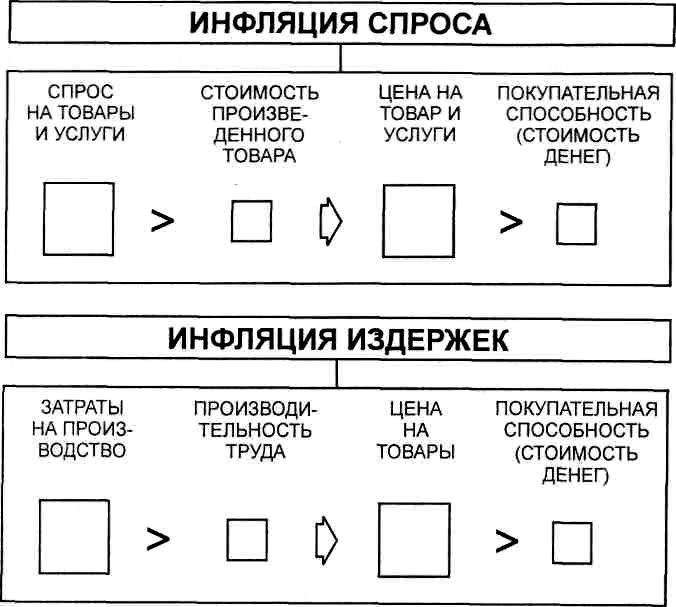 ИНФЛЯЦИЯ СПРОСА
СПРОС
НА ТОВАРЫ
И УСЛУГИ
СТОИМОСТЬ
ПРОИЗВЕ-
ДЕННОГО
ТОВАРА
ЦЕНА НА
ТОВАР И
УСЛУГИ
ПОКУПАТЕЛЬНАЯ
СПОСОБНОСТЬ
(СТОИМОСТЬ
ДЕНЕГ)
> >
ИНФЛЯЦИЯ ИЗДЕРЖЕК
ЗАТРАТЫ
НА ПРОИЗ-
ВОДСТВО
ПРОИЗВОДИ-
ТЕЛЬНОСТЬ
ТРУДА
ЦЕНА
НА
ТОВАРЫ
ПОКУПАТЕЛЬНАЯ
СПОСОБНОСТЬ
(СТОИМОСТЬ
ДЕНЕГ)
> >